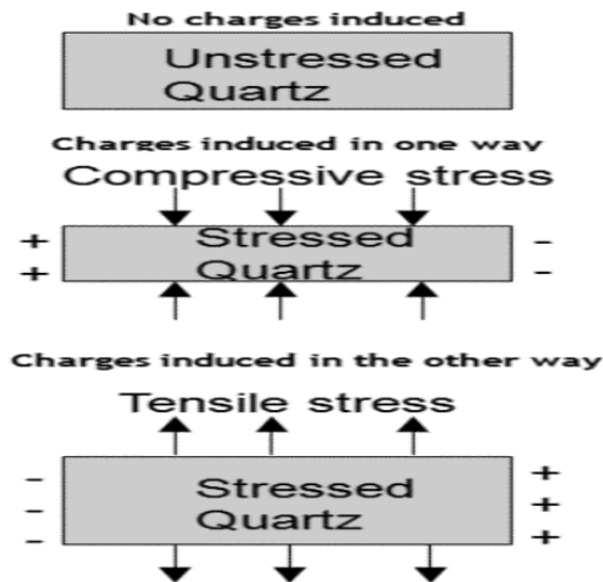 No charges induced
Unstressed
Quartz
Charges induced in one way
Compressive stress
+ Stressed -
+ Quartz -
Charges induced in the other way
Tensile stress
- +
Stressed
- +
Quartz
- +